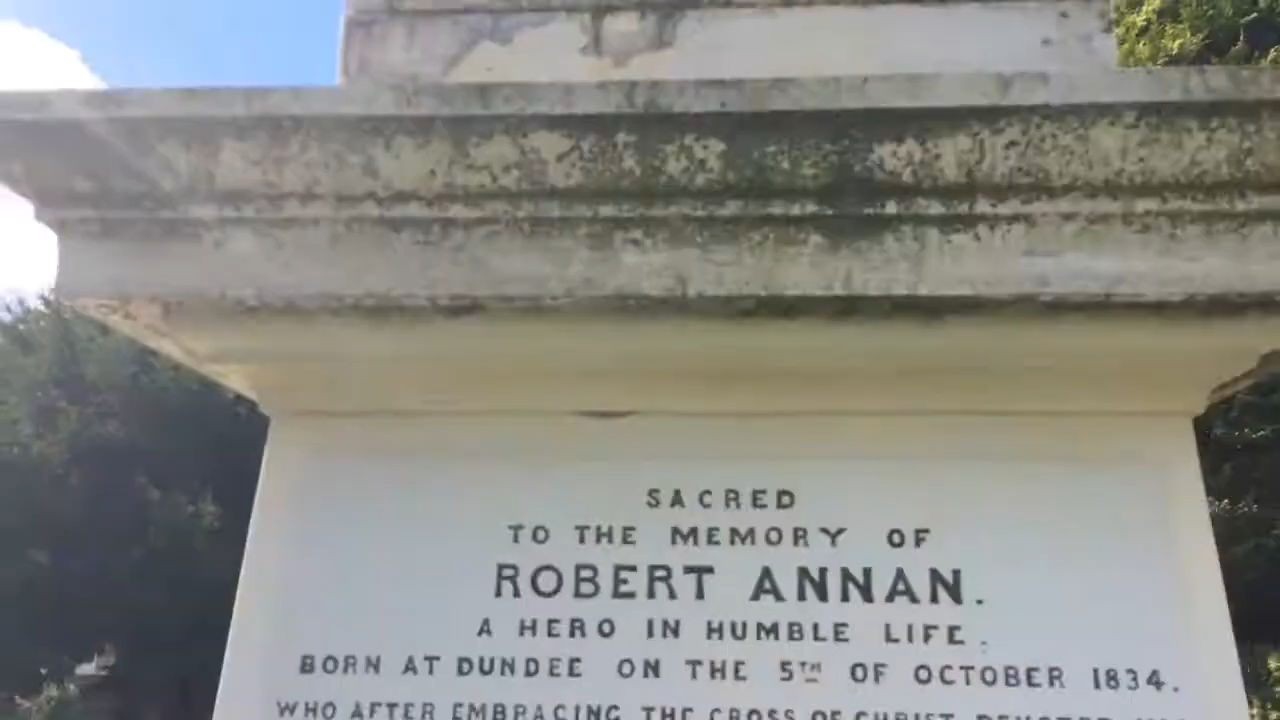 SACRED
TO THE MEMORY OF
ROBERT ANNAN.
A HERO IN HUMBLE LIFE.
BORN AT DUNDEE ON THE 5TH OF OCTOBER 1834.
WHO AFTER EMBRACING THE CROSS OF CHRIST, DEVOTED